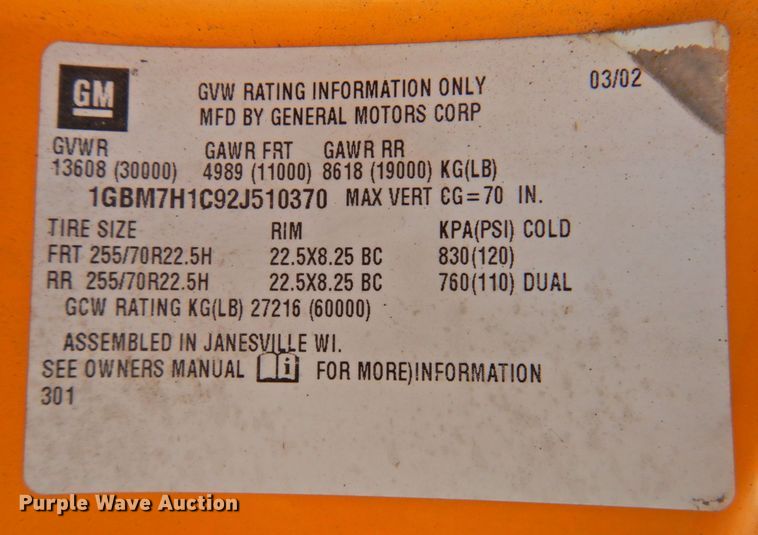 GM
GVW RATING INFORMATION ONLY 03/02
MFD BY GENERAL MOTORS CORP
GVWR GAWR FRT GAWR RR
13608 (30000) 4989 (11000) 8618 (19000) KG(LB)
1GBM7H1C92J510370 MAX VERT CG=70 IN.
TIRE SIZE RIM KPA(PSI) COLD
FRT 255/70R22.5H 22.5X8.25 BC 830(120)
RR 255/70R22.5H 22.5X8.25 BC 760(110) DUAL
GCW RATING KG(LB) 27216 (60000)
ASSEMBLED IN JANESVILLE WI.
SEE OWNERS MANUAL i FOR MORE)INFORMATION
301
Purple Wave Auction